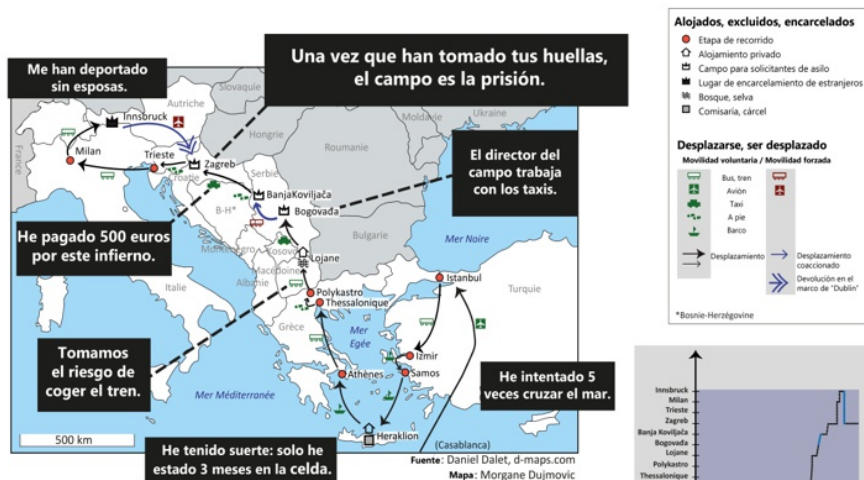 Me han deportado
sin esposas.
Una vez que han tomado tus huellas,
el campo es la prisión.
El director del
campo trabaja
con los taxis.
He pagado 500 euros
por este infierno.
Tomamos
el riesgo de
coger el tren.
He intentado 5
veces cruzar el mar.
He tenido suerte: solo he
estado 3 meses en la celda.
France
Innsbruck
Autriche
Slovaquie
Hongrie
Moldavie
Ukraine
Roumanie
Milan
Trieste
Zagreb
Croatie
Serbie
BanjaKoviljača
B-H*
Bogovađa
Monténégro
Kosovo
Lojane
Bulgarie
Mer Noire
Macédoine
Albanie
Italie
Polykastro
Thessalonique
Istanbul
Turquie
Grèce
Mer
Egée
Izmir
Samos
Athènes
Mer Méditerranée
Heraklion
(Casablanca)
500 km
Fuente: Daniel Dalet, d-maps.com
Mapa: Morgane Dujmovic
Alojados, excluidos, encarcelados
Etapa de recorrido
Alojamiento privado
Campo para solicitantes de asilo
Lugar de encarcelamiento de estranjeros
Bosque, selva
Comisaría, cárcel
Desplazarse, ser desplazado
Movilidad voluntaria / Movilidad forzada
Bus, tren
Avión
Taxi
A pie
Barco
Desplazamiento
Desplazamiento
coaccionado
Devolución en el
marco de "Dublin"
*Bosnie-Herzégovine
Innsbruck
Milan
Trieste
Zagreb
Banja Koviljača
Bogovađa
Lojane
Polykastro
Thessalonique